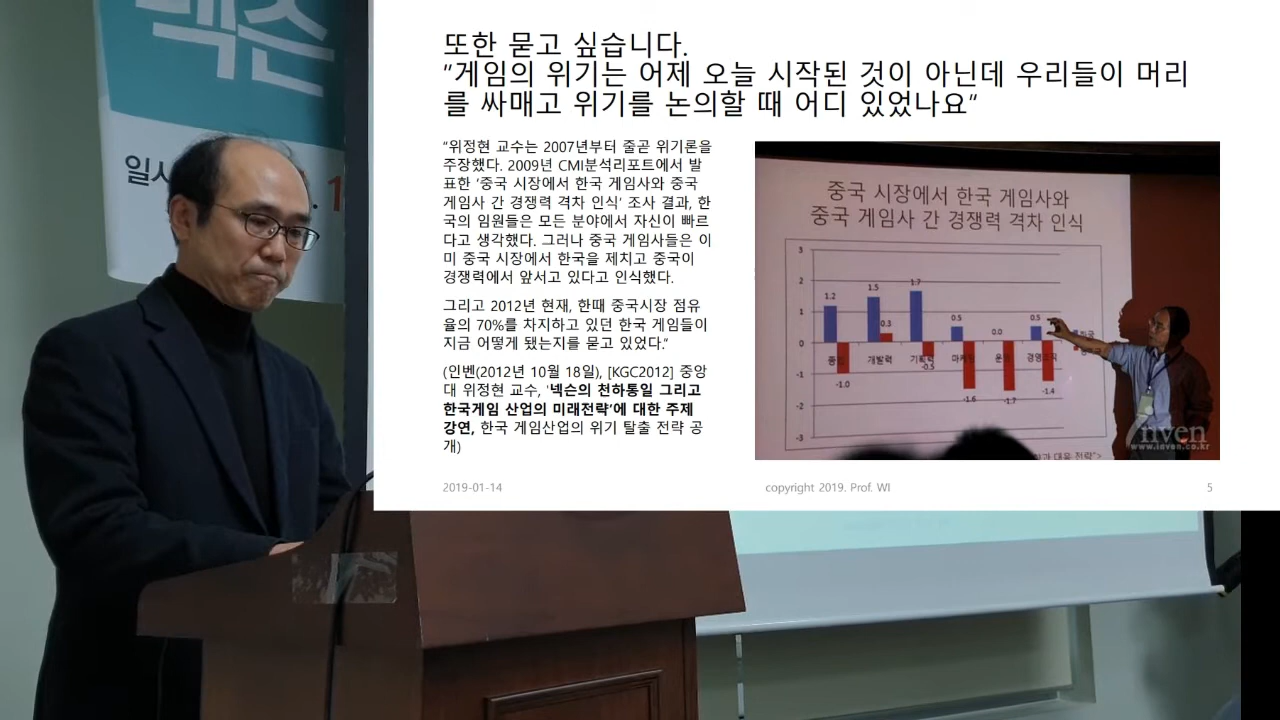 넥슨
일시
또한 묻고 싶습니다.
"게임의 위기는 어제 오늘 시작된 것이 아닌데 우리들이 머리
를 싸매고 위기를 논의할 때 어디 있었나요"
"위정현 교수는 2007년부터 줄곧 위기론을
주장했다. 2009년 CMI분석리포트에서 발
표한 '중국 시장에서 한국 게임사와 중국
게임사 간 경쟁력 격차 인식' 조사 결과, 한
국의 임원들은 모든 분야에서 자신이 빠르
다고 생각했다. 그러나 중국 게임사들은 이
미 중국 시장에서 한국을 제치고 중국이
경쟁력에서 앞서고 있다고 인식했다.
그리고 2012년 현재, 한때 중국시장 점유
율의 70%를 차지하고 있던 한국 게임들이
지금 어떻게 됐는지를 묻고 있었다."
(인벤(2012년 10월 18일), [KGC2012] 중앙
대 위정현 교수, '넥슨의 천하통일 그리고
한국게임 산업의 미래전략'에 대한 주제
강연, 한국 게임산업의 위기 탈출 전략 공
개)
중국 시장에서 한국 게임사와
중국 게임사 간 경쟁력 격차 인식
3
2
1
0
-1
-2
-3
1.2
1.5
1.7
0.3
0.5
0.0
0.5
개발력
-1.0
-0.5
-1.6
-1.7
-1.4
inven
www.inven.co.kr
2019-01-14
copyright 2019. Prof. WI
5